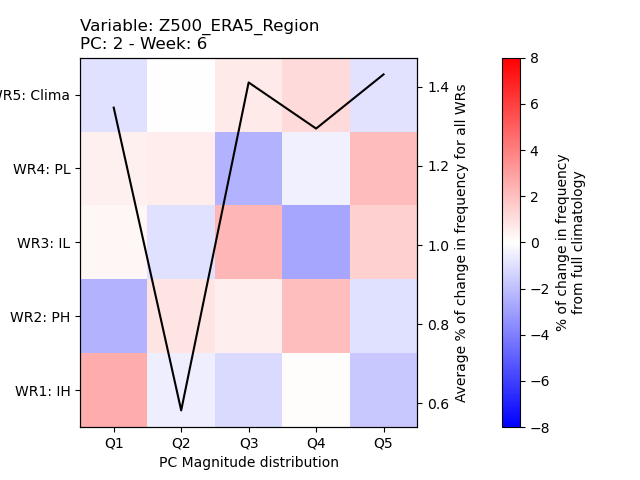 Variable: Z500_ERA5_Region
PC: 2 - Week: 6
WR5: Clima
WR4: PL
WR3: IL
WR2: PH
WR1: IH
Q1 Q2 Q3 Q4 Q5
PC Magnitude distribution
1.4
1.2
1.0
0.8
0.6
Average % of change in frequency for all WRs
8
6
4
2
0
−2
−4
−6
−8
% of change in frequency
from full climatology